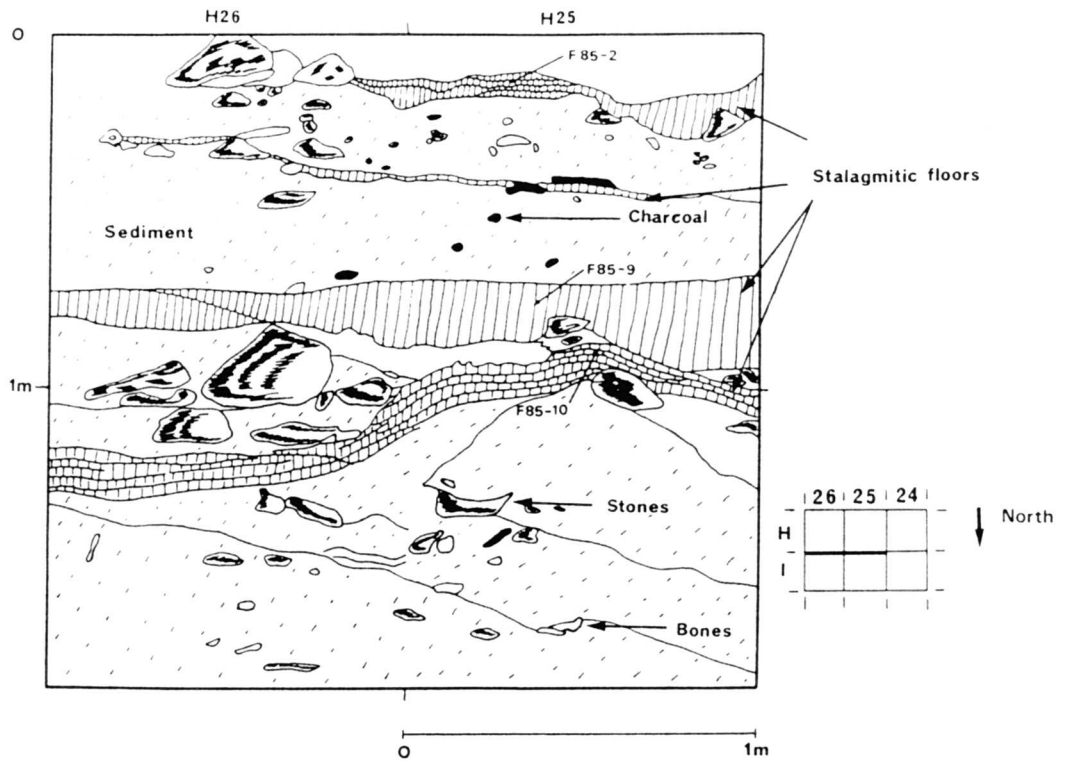 H26 H25
O
F85-2
Stalagmitic floors
Charcoal
Sediment
F85-9
1m
F85-10
Stones
26 25 24
H
North
I
Bones
O 1m